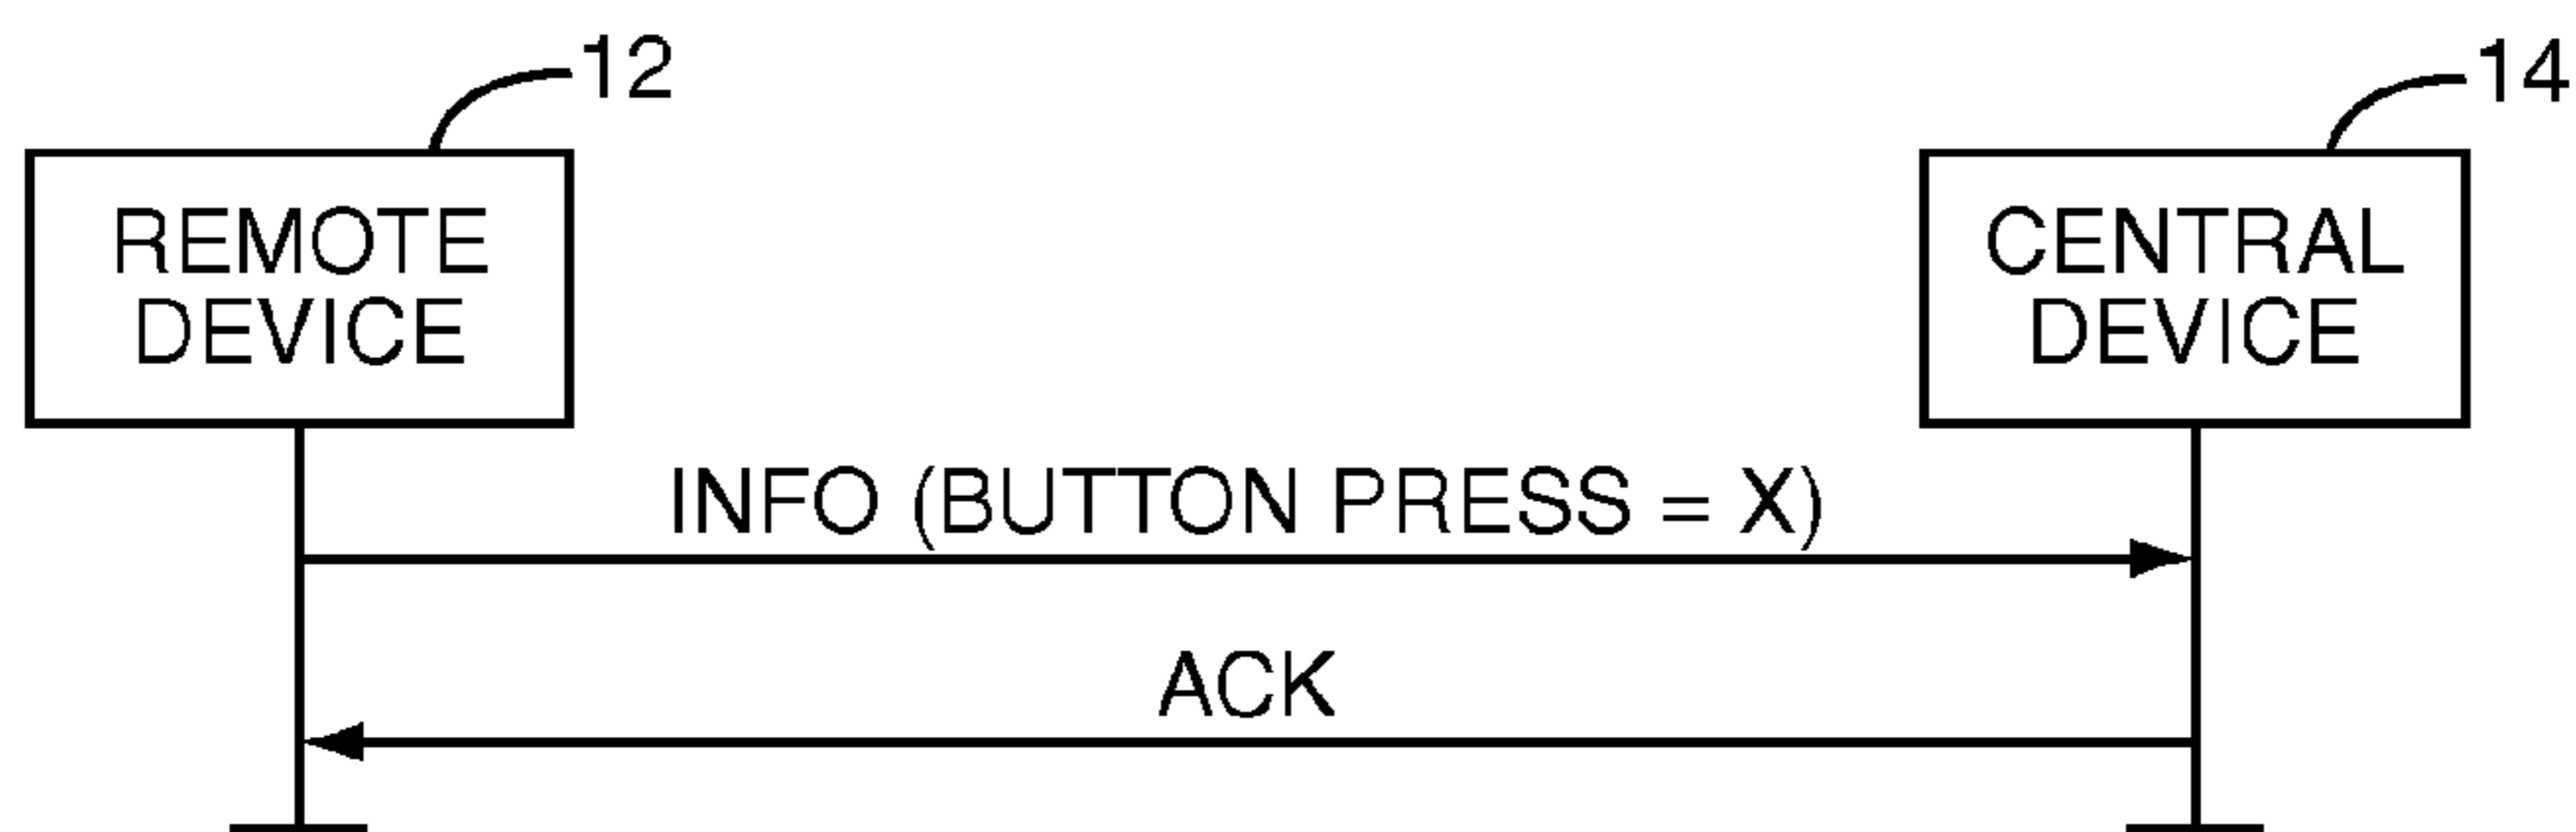 12
14
REMOTE
DEVICE
CENTRAL
DEVICE
INFO (BUTTON PRESS = X)
ACK